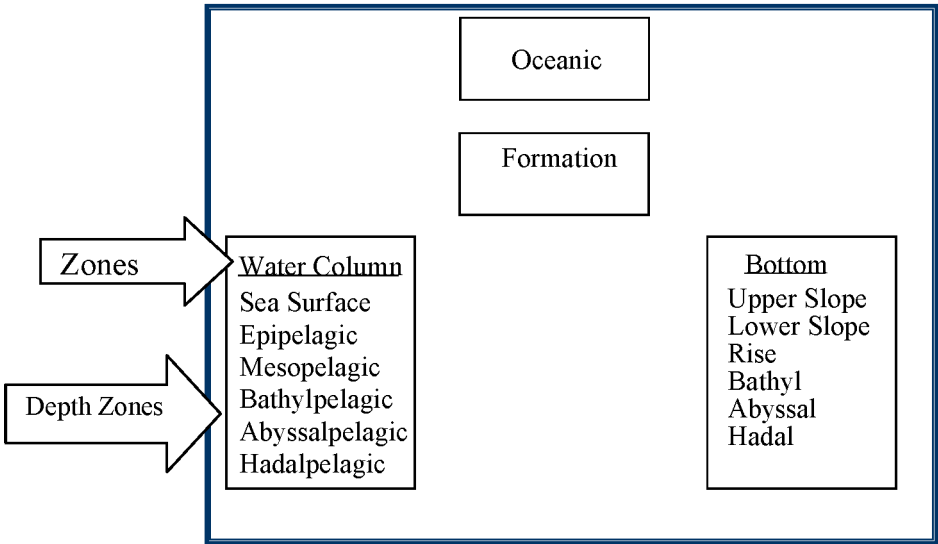 Oceanic
Formation
Zones
Water Column
Sea Surface
Epipelagic
Mesopelagic
Bathylpelagic
Abyssalpelagic
Hadalpelagic
Depth Zones
Bottom
Upper Slope
Lower Slope
Rise
Bathyl
Abyssal
Hadal